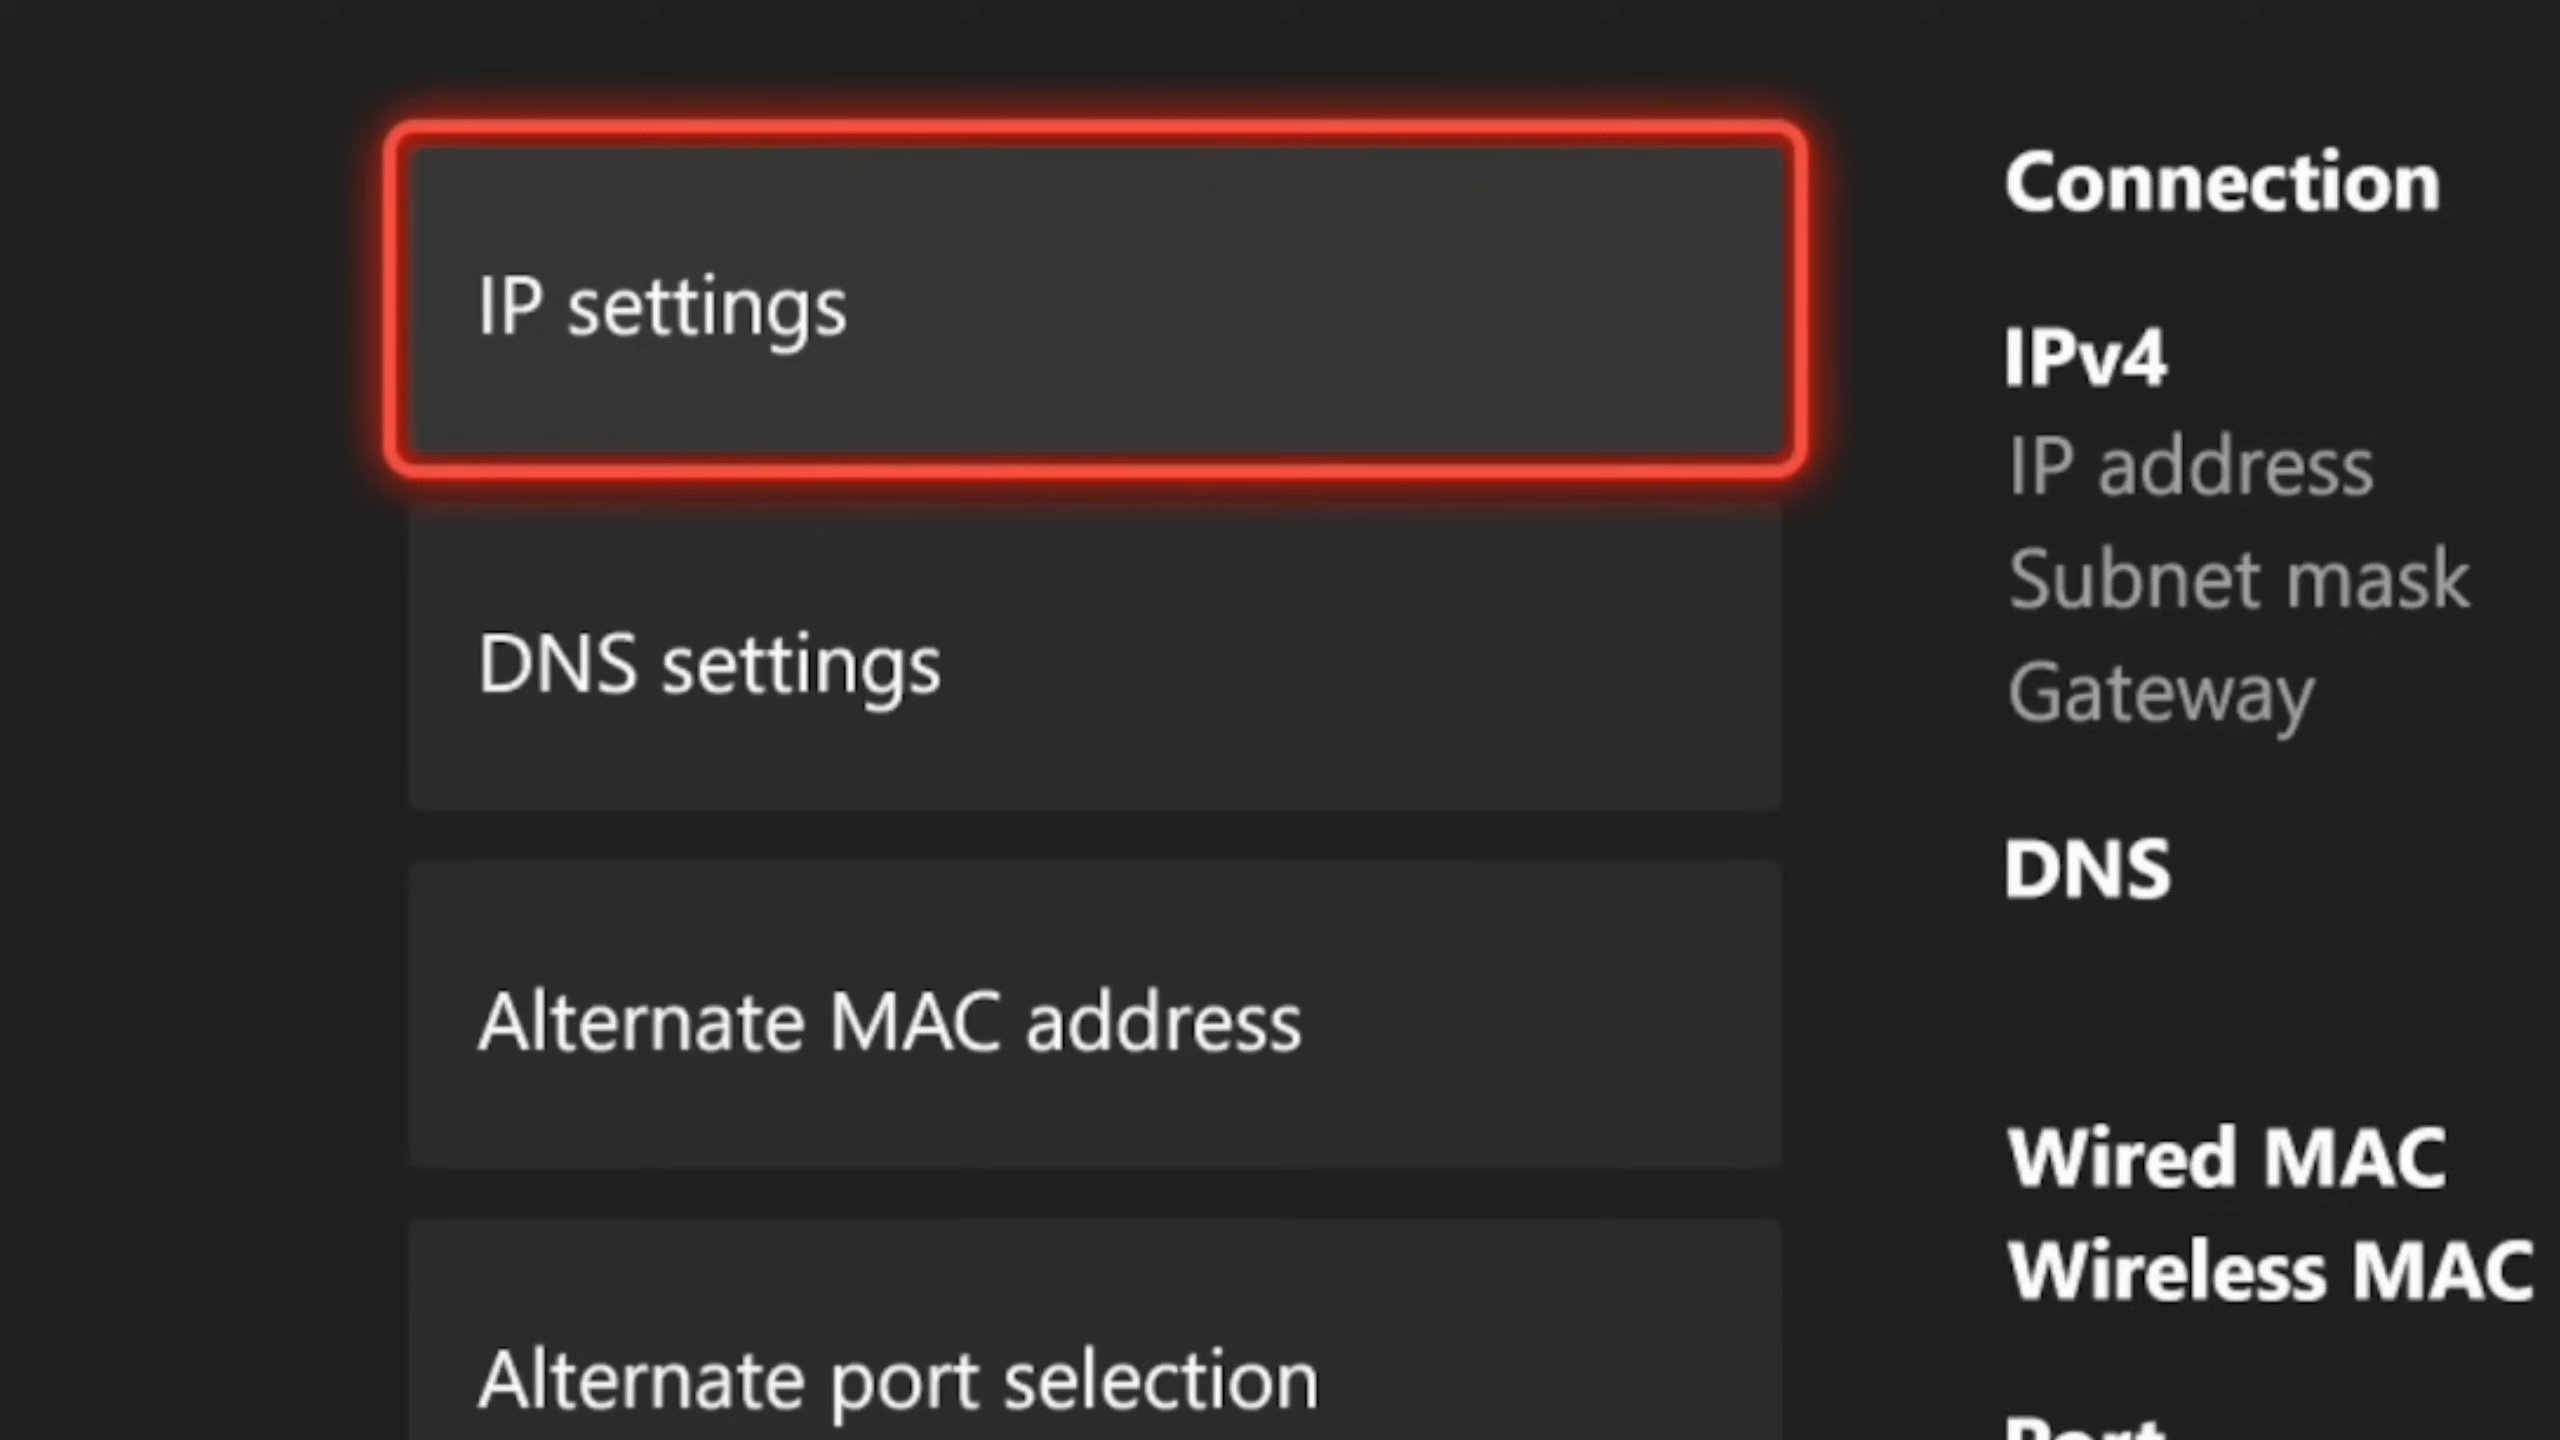 IP settings
DNS settings
Alternate MAC address
Alternate port selection
Connection
IPv4
IP address
Subnet mask
Gateway
DNS
Wired MAC
Wireless MAC
Port